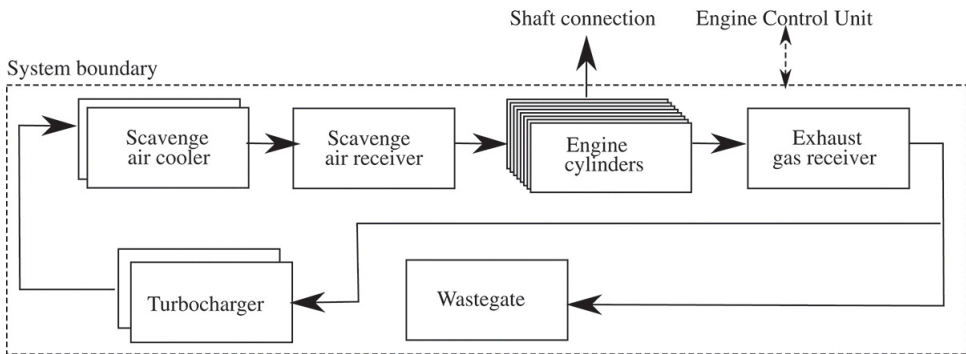 Shaft connection
Engine Control Unit
System boundary
Scavenge
air cooler
Scavenge
air receiver
Engine
cylinders
Exhaust
gas receiver
Turbocharger
Wastegate